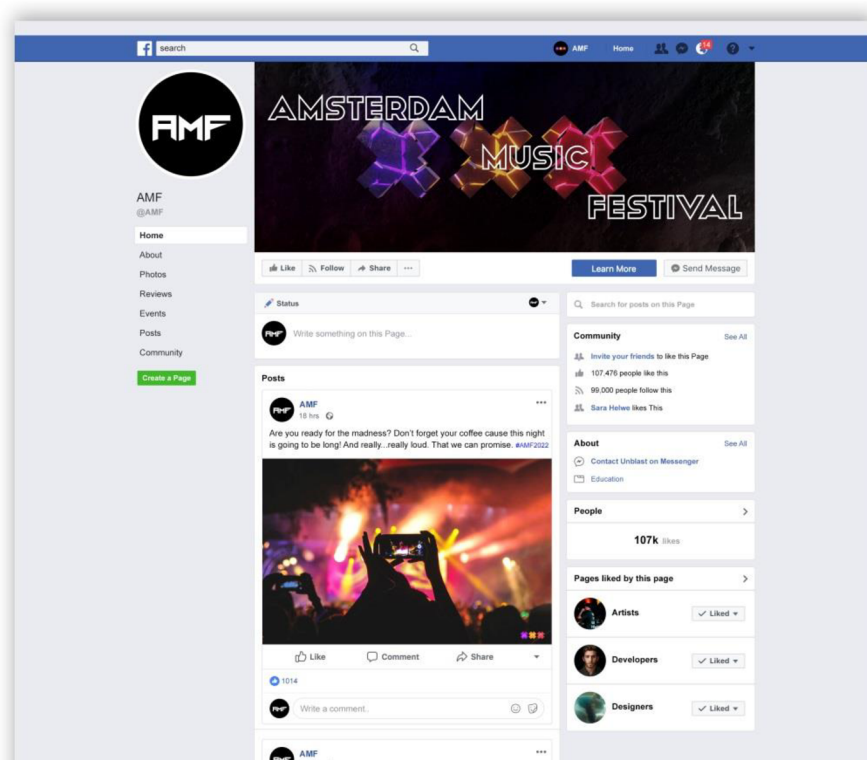 search
AMF
Home
14
AMF
AMSTERDAM
MUSIC
FESTIVAL
AMF
@AMF
Home
About
Photos
Reviews
Events
Posts
Community
Create a Page
Like
Follow
Share
Learn More
Send Message
Status
AMF
Write something on this Page...
Posts
AMF
AMF
18 hrs
Are you ready for the madness? Don't forget your coffee cause this night
is going to be long! And really...really loud. That we can promise. #AMF2022
Like
Comment
Share
1014
AMF
Write a comment..
AMF
AMF
Search for posts on this Page
Community
See All
Invite your friends to like this Page
107.476 people like this
99.000 people follow this
Sara Helwe likes This
About
See All
Contact Unblast on Messenger
Education
People
107k likes
Pages liked by this page
Artists
Liked
Developers
Liked
Designers
Liked